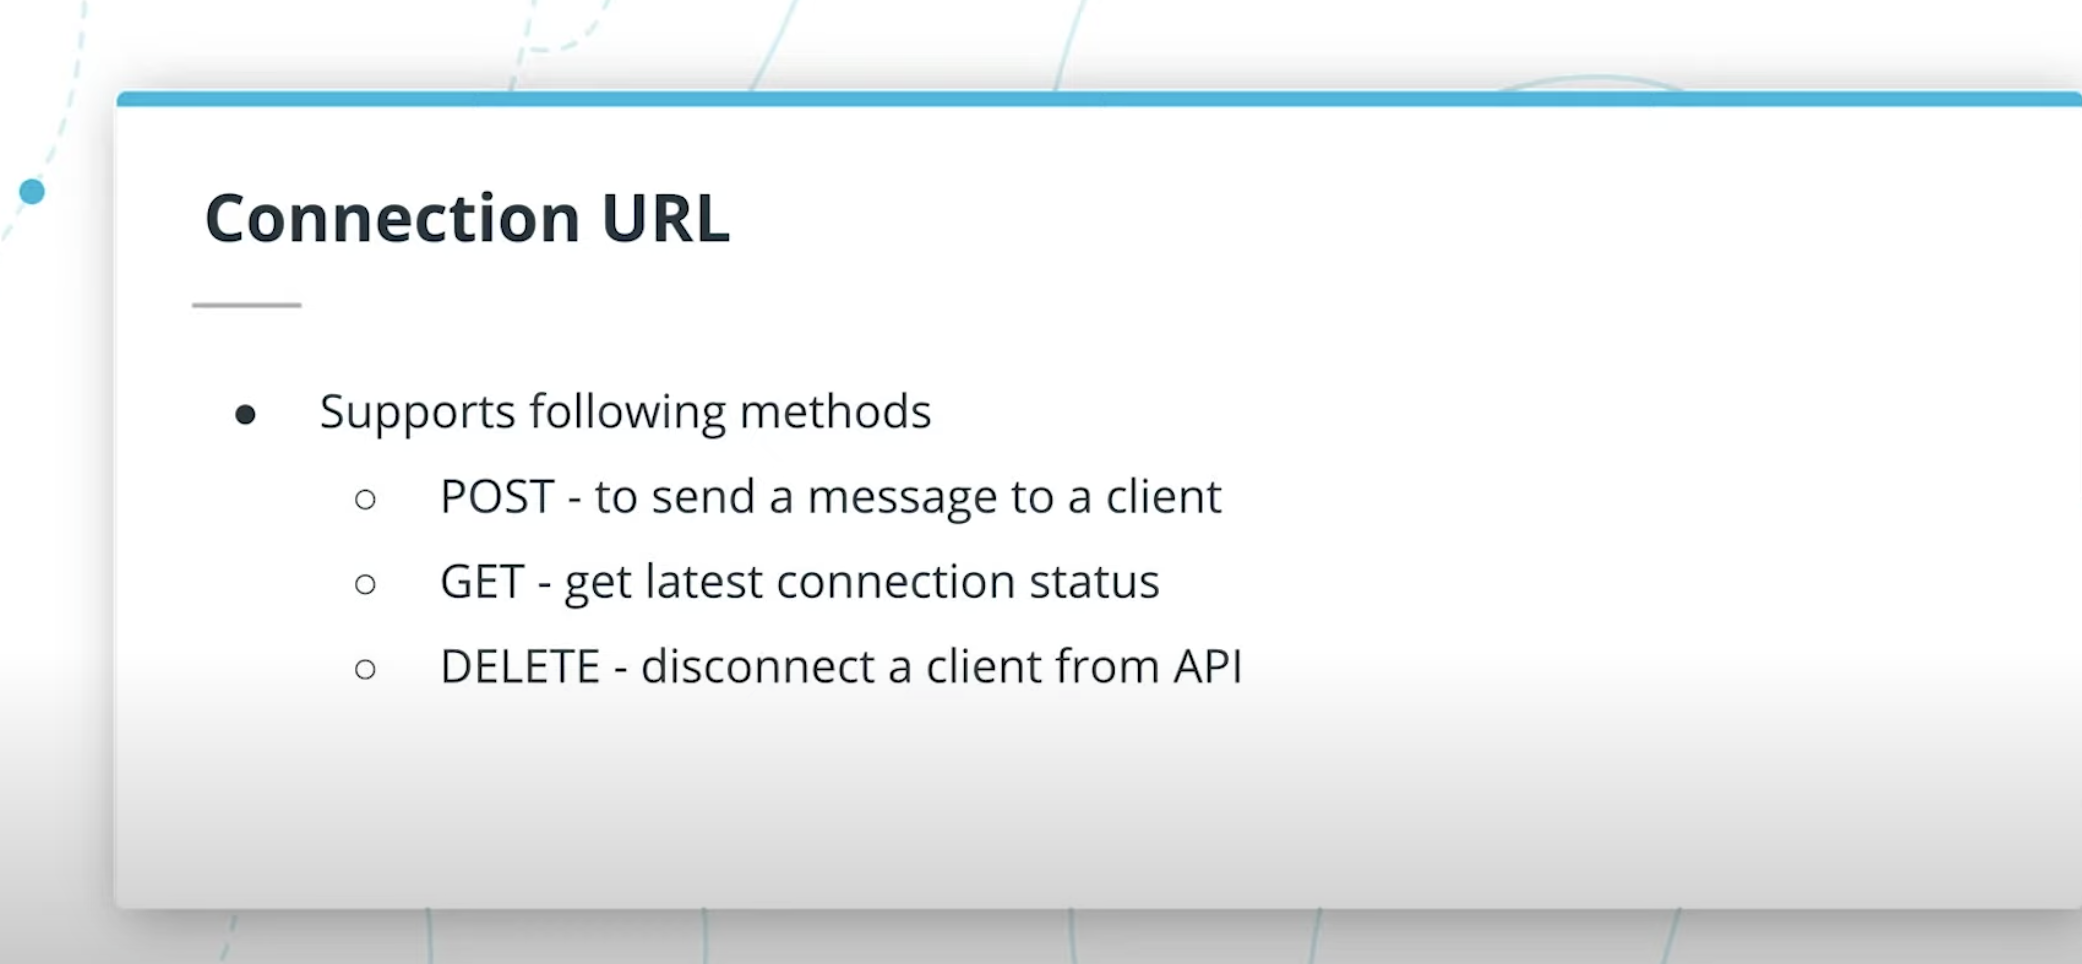 Connection URL
● Supports following methods
○ POST - to send a message to a client
○ GET - get latest connection status
○ DELETE - disconnect a client from API